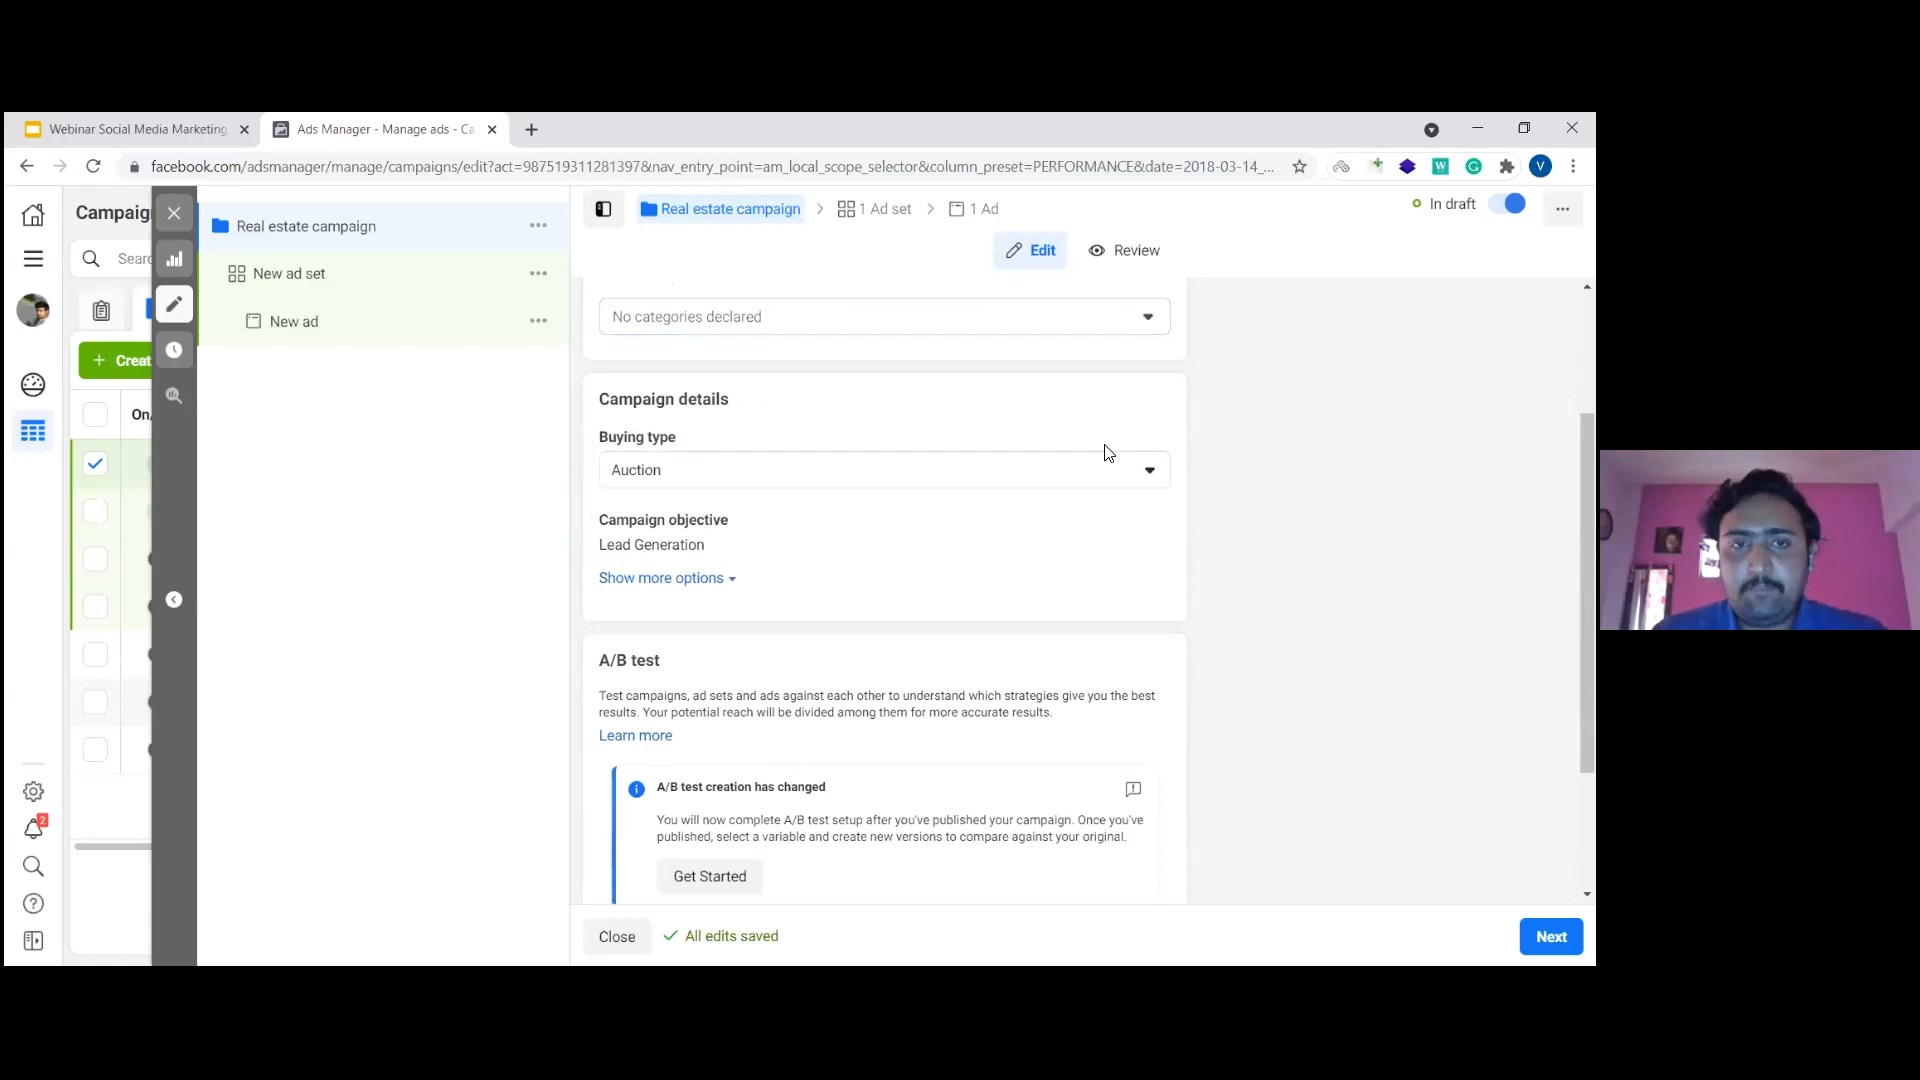 Webinar Social Media Marketing
Ads Manager - Manage ads - Ca
facebook.com/adsmanager/manage/campaigns/edit?act=987519311281397&nav_entry_point=am_local_scope_selector&column_preset=PERFORMANCE&date=2018-03-14_...
W
V
Campaig
Sear
+ Creat
On/
2
Real estate campaign
New ad set
New ad
Real estate campaign > 1 Ad set > 1 Ad
In draft
Edit
Review
No categories declared
Campaign details
Buying type
Auction
Campaign objective
Lead Generation
Show more options
A/B test
Test campaigns, ad sets and ads against each other to understand which strategies give you the best
results. Your potential reach will be divided among them for more accurate results.
Learn more
A/B test creation has changed
You will now complete A/B test setup after you've published your campaign. Once you've
published, select a variable and create new versions to compare against your original.
Get Started
Close
All edits saved
Next